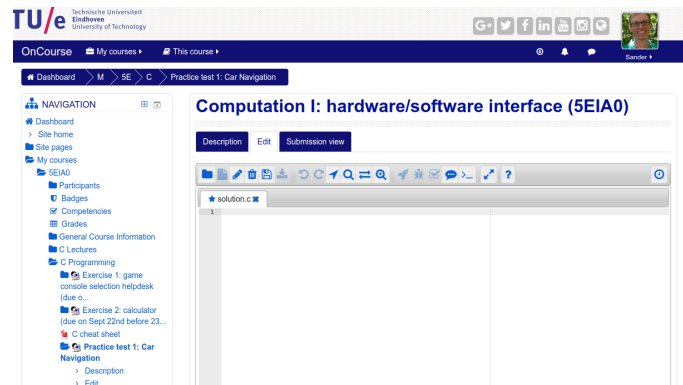 TU/e Technische Universiteit
Eindhoven
University of Technology
OnCourse My courses This course
Sander
Dashboard M 5E C Practice test 1: Car Navigation
NAVIGATION
Dashboard
Site home
Site pages
My courses
5EIA0
Participants
Badges
Competencies
Grades
General Course Information
C Lectures
C Programming
Exercise 1: game
console selection helpdesk
(due o...
Exercise 2: calculator
(due on Sept 22nd before 23...
C cheat sheet
Practice test 1: Car
Navigation
Description
Edit
Computation I: hardware/software interface (5EIA0)
Description Edit Submission view
solution.c
1